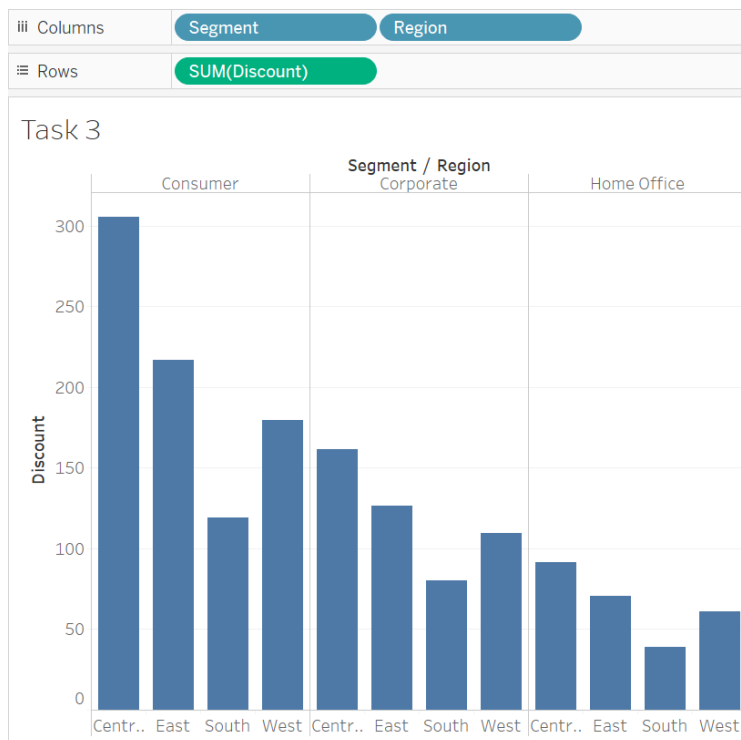 Columns Segment Region
Rows SUM(Discount)
Task 3
Segment / Region
Consumer Corporate Home Office
300
250
200
150
100
50
0
Discount
Centr.. East South West Centr.. East South West Centr.. East South West